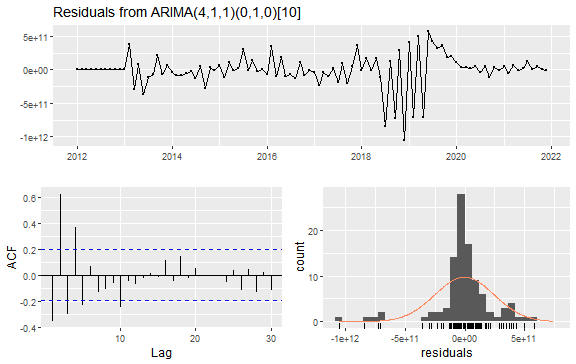 Residuals from ARIMA(4,1,1)(0,1,0)[10]
5e+11
0e+00
-5e+11
-1e+12
2012 2014 2016 2018 2020 2022
0.6
0.4
0.2
0.0
-0.2
-0.4
ACF
10 20 30
Lag
20
10
0
count
-1e+12 -5e+11 0e+00 5e+11
residuals